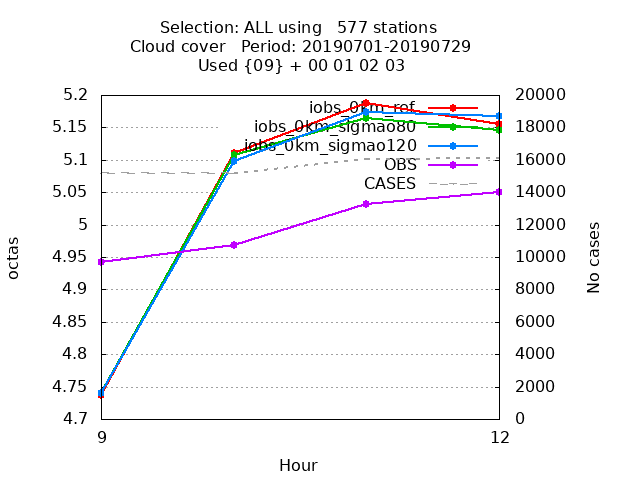 Selection: ALL using   577 stations
Cloud cover   Period: 20190701-20190729
Used {09} + 00 01 02 03
5.2
5.15
5.1
5.05
5
4.95
4.9
4.85
4.8
4.75
4.7
octas
iobs_0km_ref
iobs_0km_sigmao80
iobs_0km_sigmao120
OBS
CASES
20000
18000
16000
14000
12000
10000
8000
6000
4000
2000
0
No cases
9
12
Hour